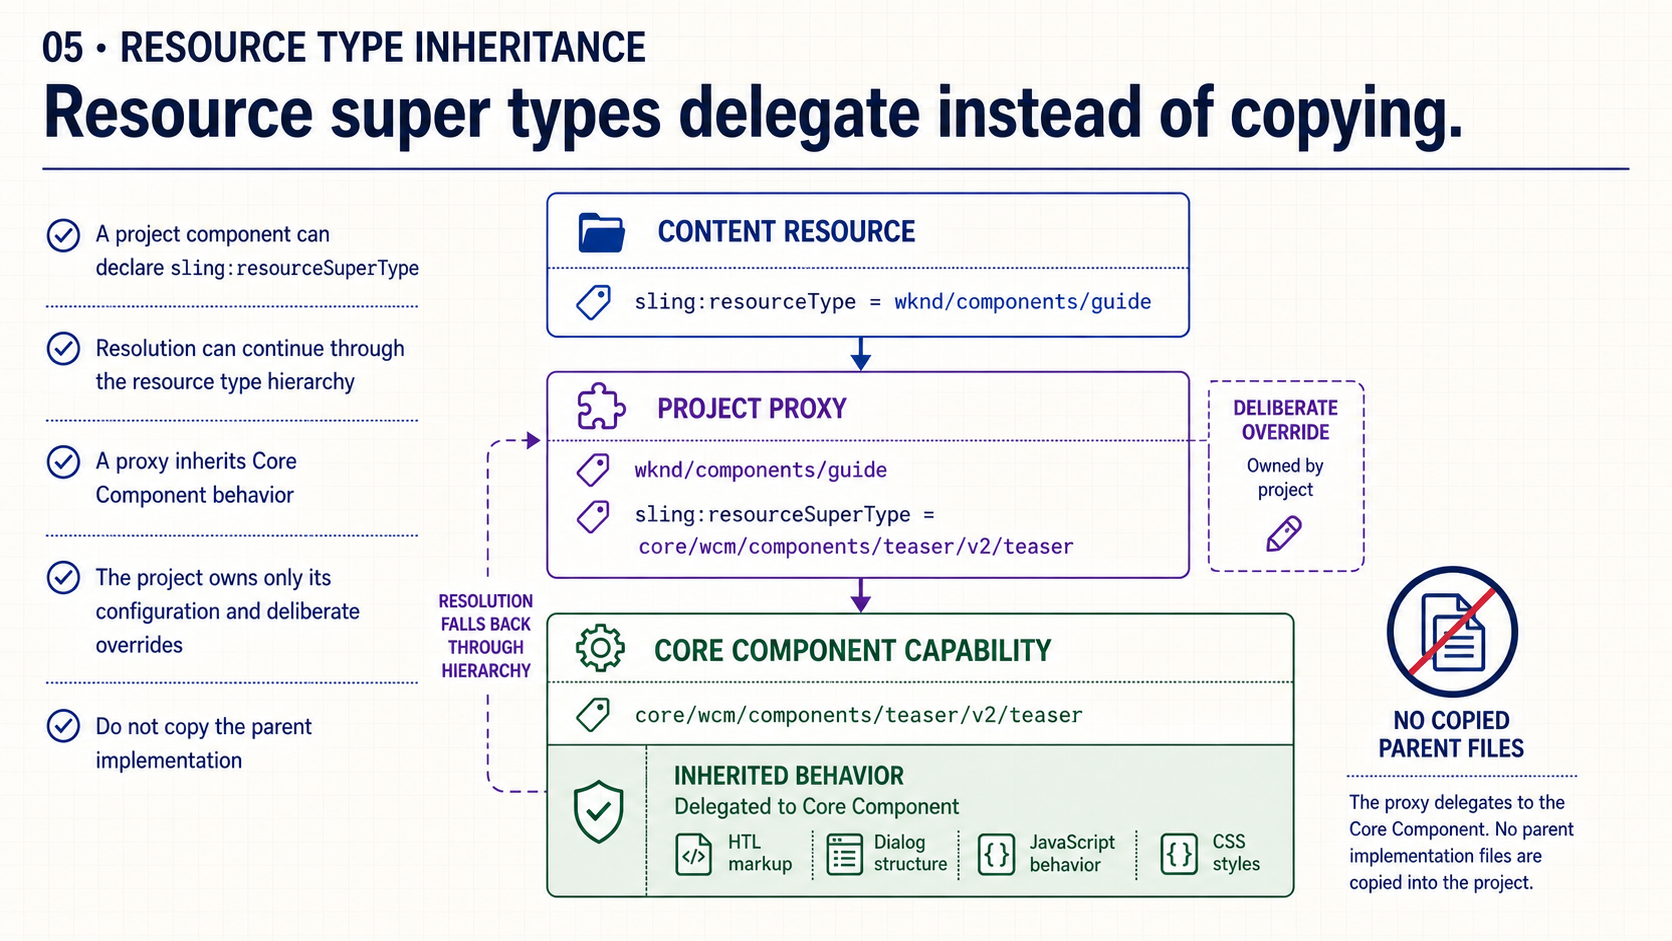 05 • RESOURCE TYPE INHERITANCE
Resource super types delegate instead of copying.
A project component can
declare sling:resourceSuperType
Resolution can continue through
the resource type hierarchy
A proxy inherits Core
Component behavior
The project owns only its
configuration and deliberate
overrides
Do not copy the parent
implementation
CONTENT RESOURCE
sling:resourceType = wknd/components/guide
PROJECT PROXY
wknd/components/guide
sling:resourceSuperType =
core/wcm/components/teaser/v2/teaser
DELIBERATE
OVERRIDE
Owned by
project
RESOLUTION
FALLS BACK
THROUGH
HIERARCHY
CORE COMPONENT CAPABILITY
core/wcm/components/teaser/v2/teaser
INHERITED BEHAVIOR
Delegated to Core Component
HTL
markup
Dialog
structure
JavaScript
behavior
CSS
styles
NO COPIED
PARENT FILES
The proxy delegates to the
Core Component. No parent
implementation files are
copied into the project.